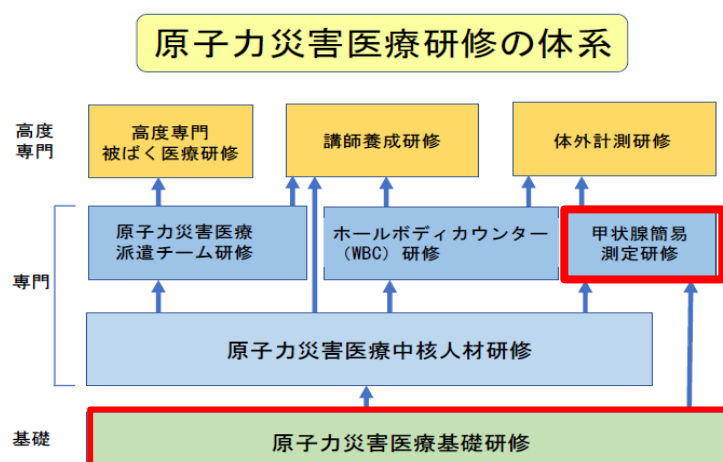 原子力災害医療研修の体系
高度
専門
高度専門
被ばく医療研修
講師養成研修
体外計測研修
専門
原子力災害医療
派遣チーム研修
ホールボディカウンター
（WBC）研修
甲状腺簡易
測定研修
原子力災害医療中核人材研修
基礎
原子力災害医療基礎研修